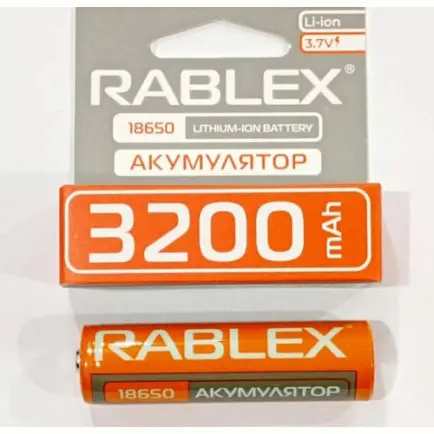 Li-ion
3.7V
RABLEX®
18650 LITHIUM-ION BATTERY
АКУМУЛЯТОР
3200 mAh
RABLEX
18650 АКУМУЛЯТОР